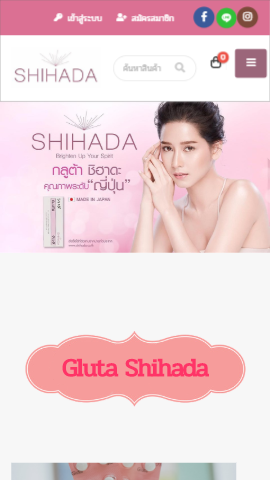 เข้าสู่ระบบ สมัครสมาชิก
SHIHADA
ค้นหาสินค้า
0
SHIHADA
Brighten Up Your Spirit
กลูต้า ชิฮาดะ
คุณภาพระดับ "ญี่ปุ่น"
MADE IN JAPAN
Gluta Shihada